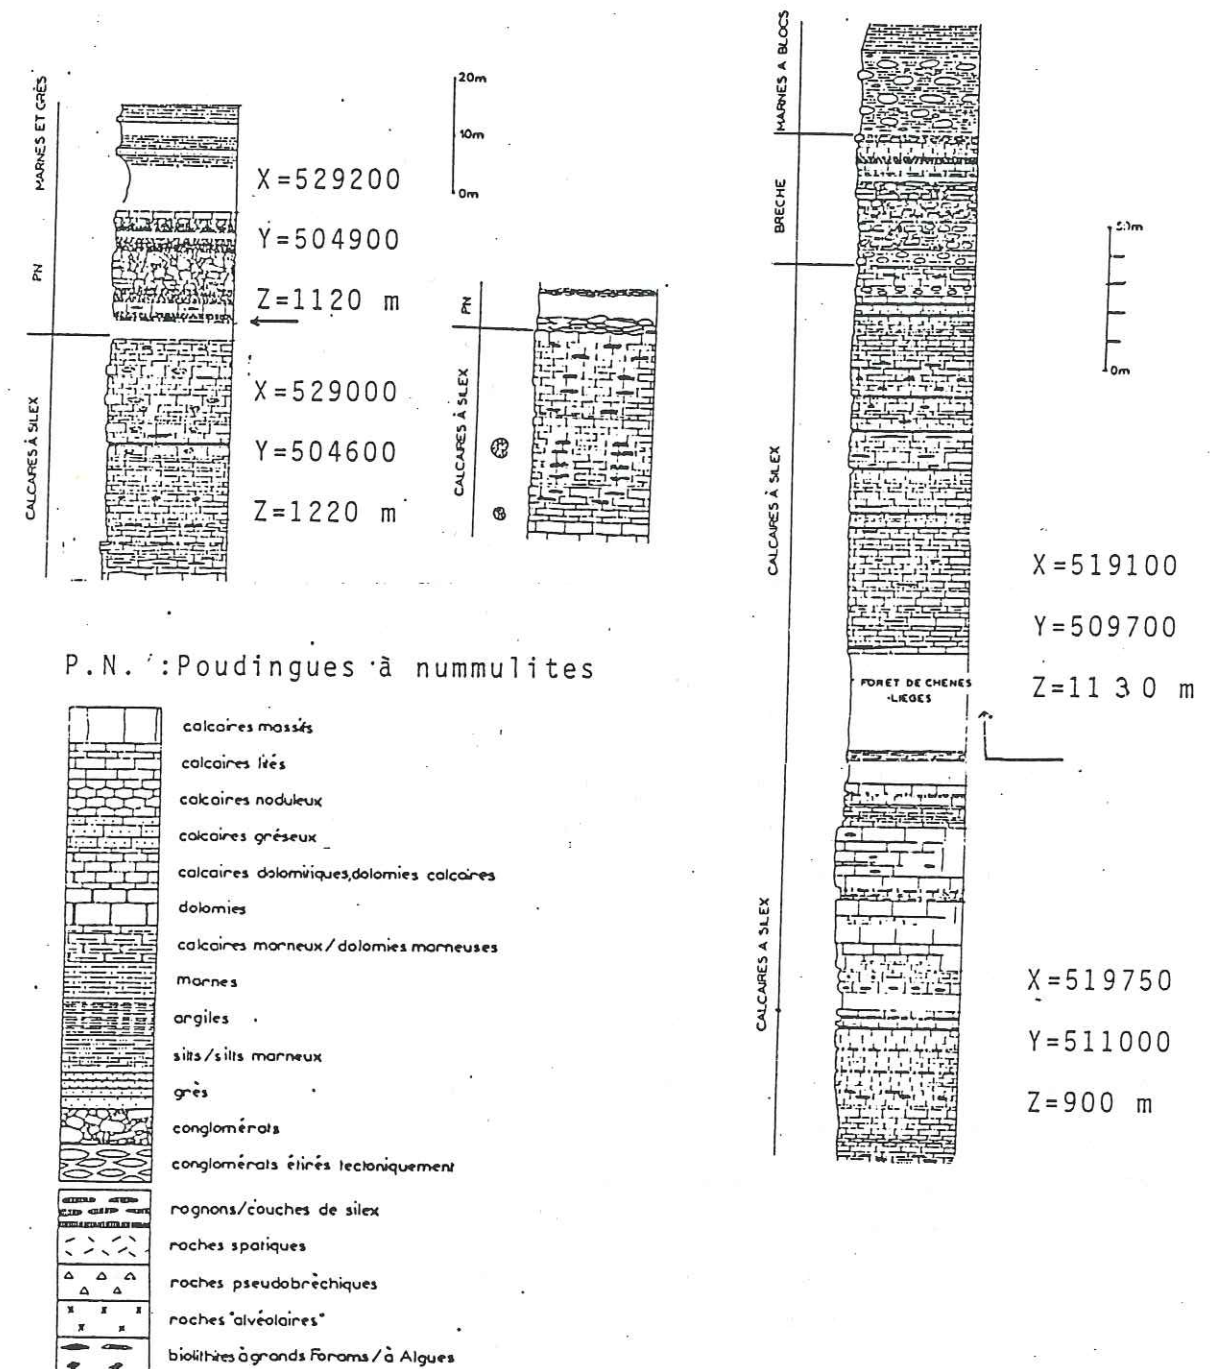 MARNES ET GRÈS
PN
CALCAIRES À SILEX
20m
10m
0m
X=529200
Y=504900
Z=1120 m
X=529000
Y=504600
Z=1220 m
PN
CALCAIRES À SILEX
MARNES A BLOCS
BRECHE
CALCAIRES À SILEX
CALCAIRES A SILEX
0m
X=519100
Y=509700
Z=1130 m
FORET DE CHENES
-LIEGES
X=519750
Y=511000
Z=900 m
P.N. :Poudingues à nummulites
calcaires massifs
calcaires lités
calcaires noduleux
calcaires gréseux
calcaires dolomitiques,dolomies calcaires
dolomies
calcaires marneux/dolomies marneuses
marnes
argiles
silts/silts marneux
grès
conglomérats
conglomérats étirés tectoniquement
rognons/couches de silex
roches spatiques
roches pseudobréchiques
roches "alvéolaires"
biolithites à grands Forams/à Algues